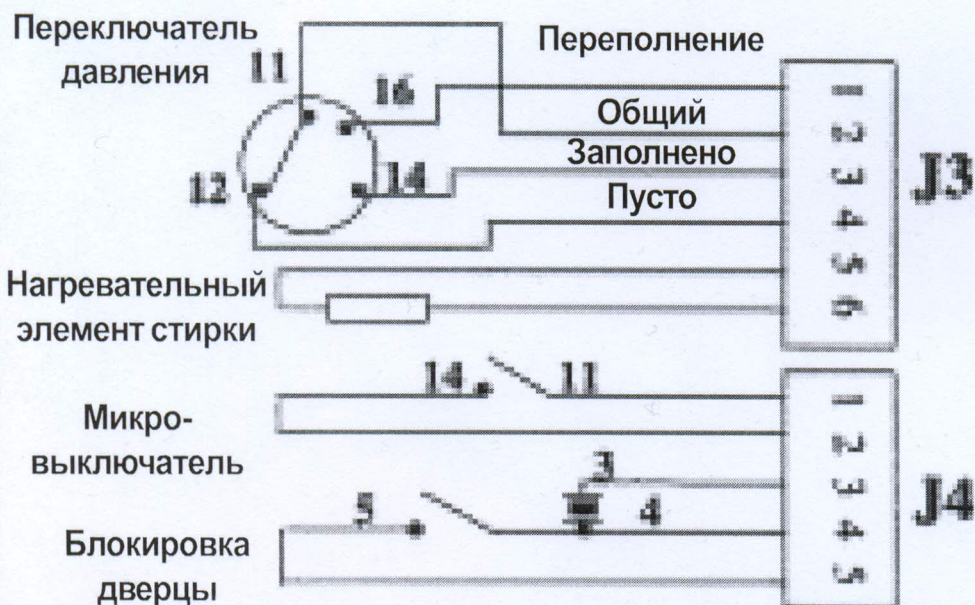 Переключатель
давления
11
16
12
14
Переполнение
Общий
Заполнено
Пусто
1
2
3
4
5
6
J3
Нагревательный
элемент стирки
14
11
Микро-
выключатель
3
5
4
Блокировка
дверцы
1
2
3
4
5
J4